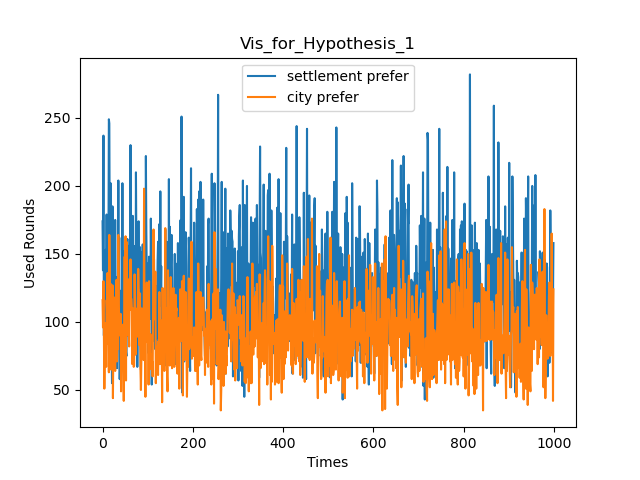 Vis_for_Hypothesis_1
settlement prefer
city prefer
Used Rounds
250
200
150
100
50
0
200
400
600
800
1000
Times